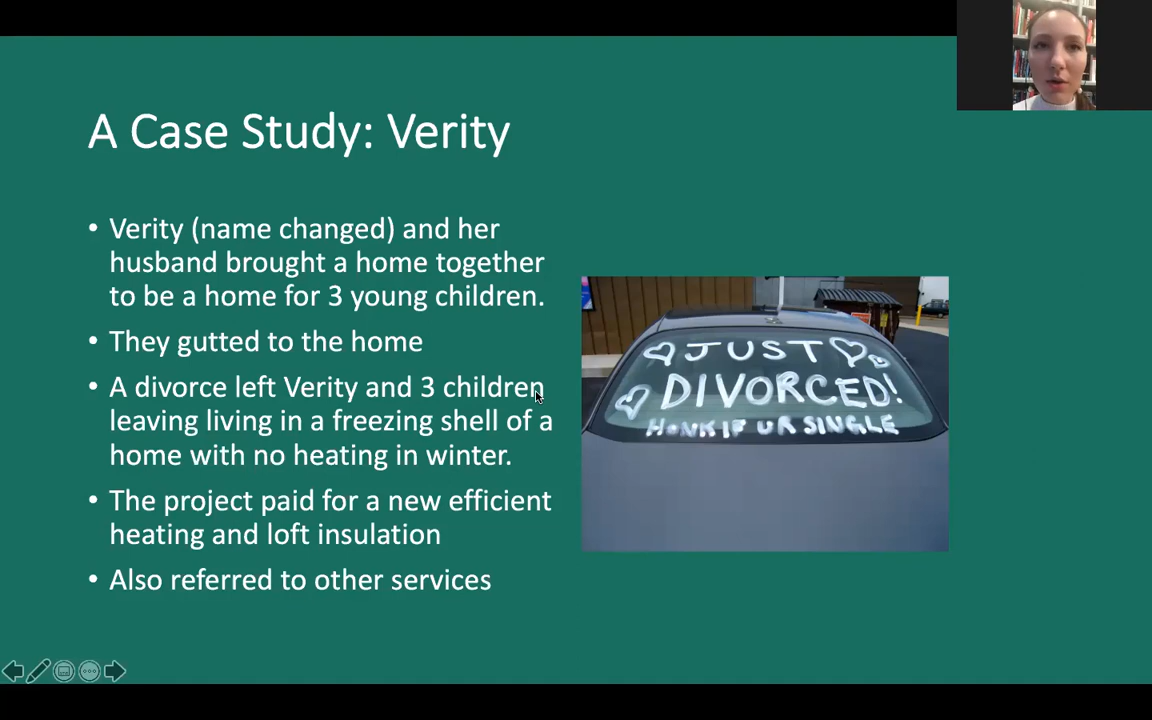 A Case Study: Verity
• Verity (name changed) and her
husband brought a home together
to be a home for 3 young children.
• They gutted to the home
• A divorce left Verity and 3 children
leaving living in a freezing shell of a
home with no heating in winter.
• The project paid for a new efficient
heating and loft insulation
• Also referred to other services
JUST
DIVORCED!
HONK IF UR SINGLE